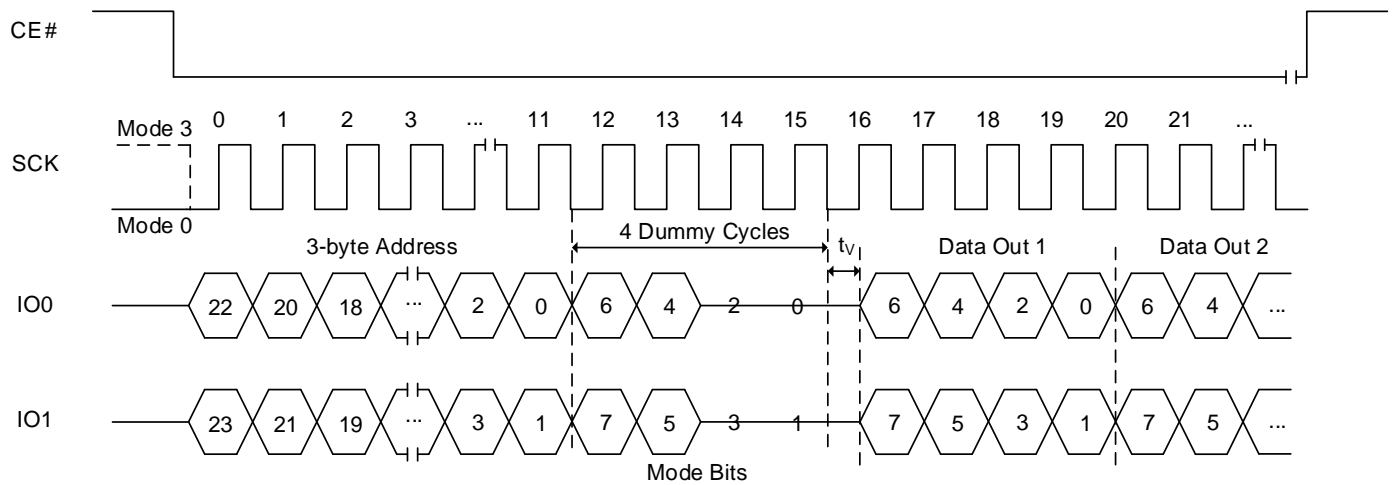 CE#
Mode 3 0 1 2 3 ... 11 12 13 14 15 16 17 18 19 20 21 ...
SCK
Mode 0
3-byte Address 4 Dummy Cycles tV Data Out 1 Data Out 2
IO0 22 20 18 ... 2 0 6 4 2 0 6 4 2 0 6 4 ...
IO1 23 21 19 ... 3 1 7 5 3 1 7 5 3 1 7 5 ...
Mode Bits